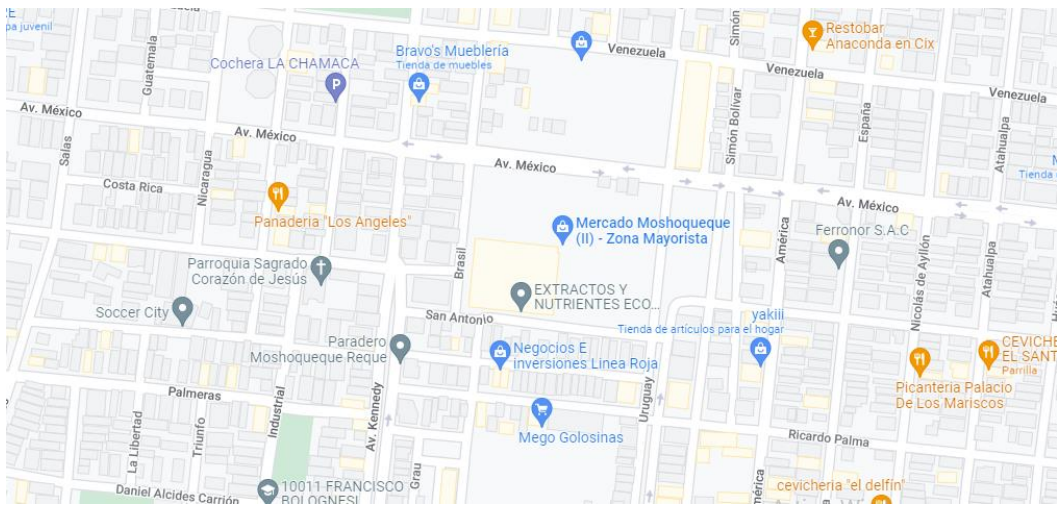 pa juvenil
Guatemala
Cochera LA CHAMACA
Bravo's Mueblería
Tienda de muebles
Venezuela
Simón
Restobar
Anaconda en Cix
Venezuela
Venezuela
Av. México
Av. México
Av. México
Av. México
Salas
Costa Rica
Nicaragua
Panaderia "Los Angeles"
Simón Bolívar
España
Atahualpa
Tienda
Mercado Moshoqueque
(II) - Zona Mayorista
Ferronor S.A.C
América
Brasil
Parroquia Sagrado
Corazón de Jesús
EXTRACTOS Y
NUTRIENTES ECO...
Nicolás de Ayllón
Atahualpa
Soccer City
San Antonio
yakiii
Tienda de artículos para el hogar
Paradero
Moshoqueque Reque
Negocios E
inversiones Linea Roja
CEVICHE
EL SANT
Parrilla
Picanteria Palacio
De Los Mariscos
Palmeras
Industrial
Av. Kennedy
Uruguay
Mego Golosinas
La Libertad
Triunfo
Grau
Ricardo Palma
Daniel Alcides Carrión
10011 FRANCISCO
BOLOGNESI
mérica
cevicheria "el delfín"